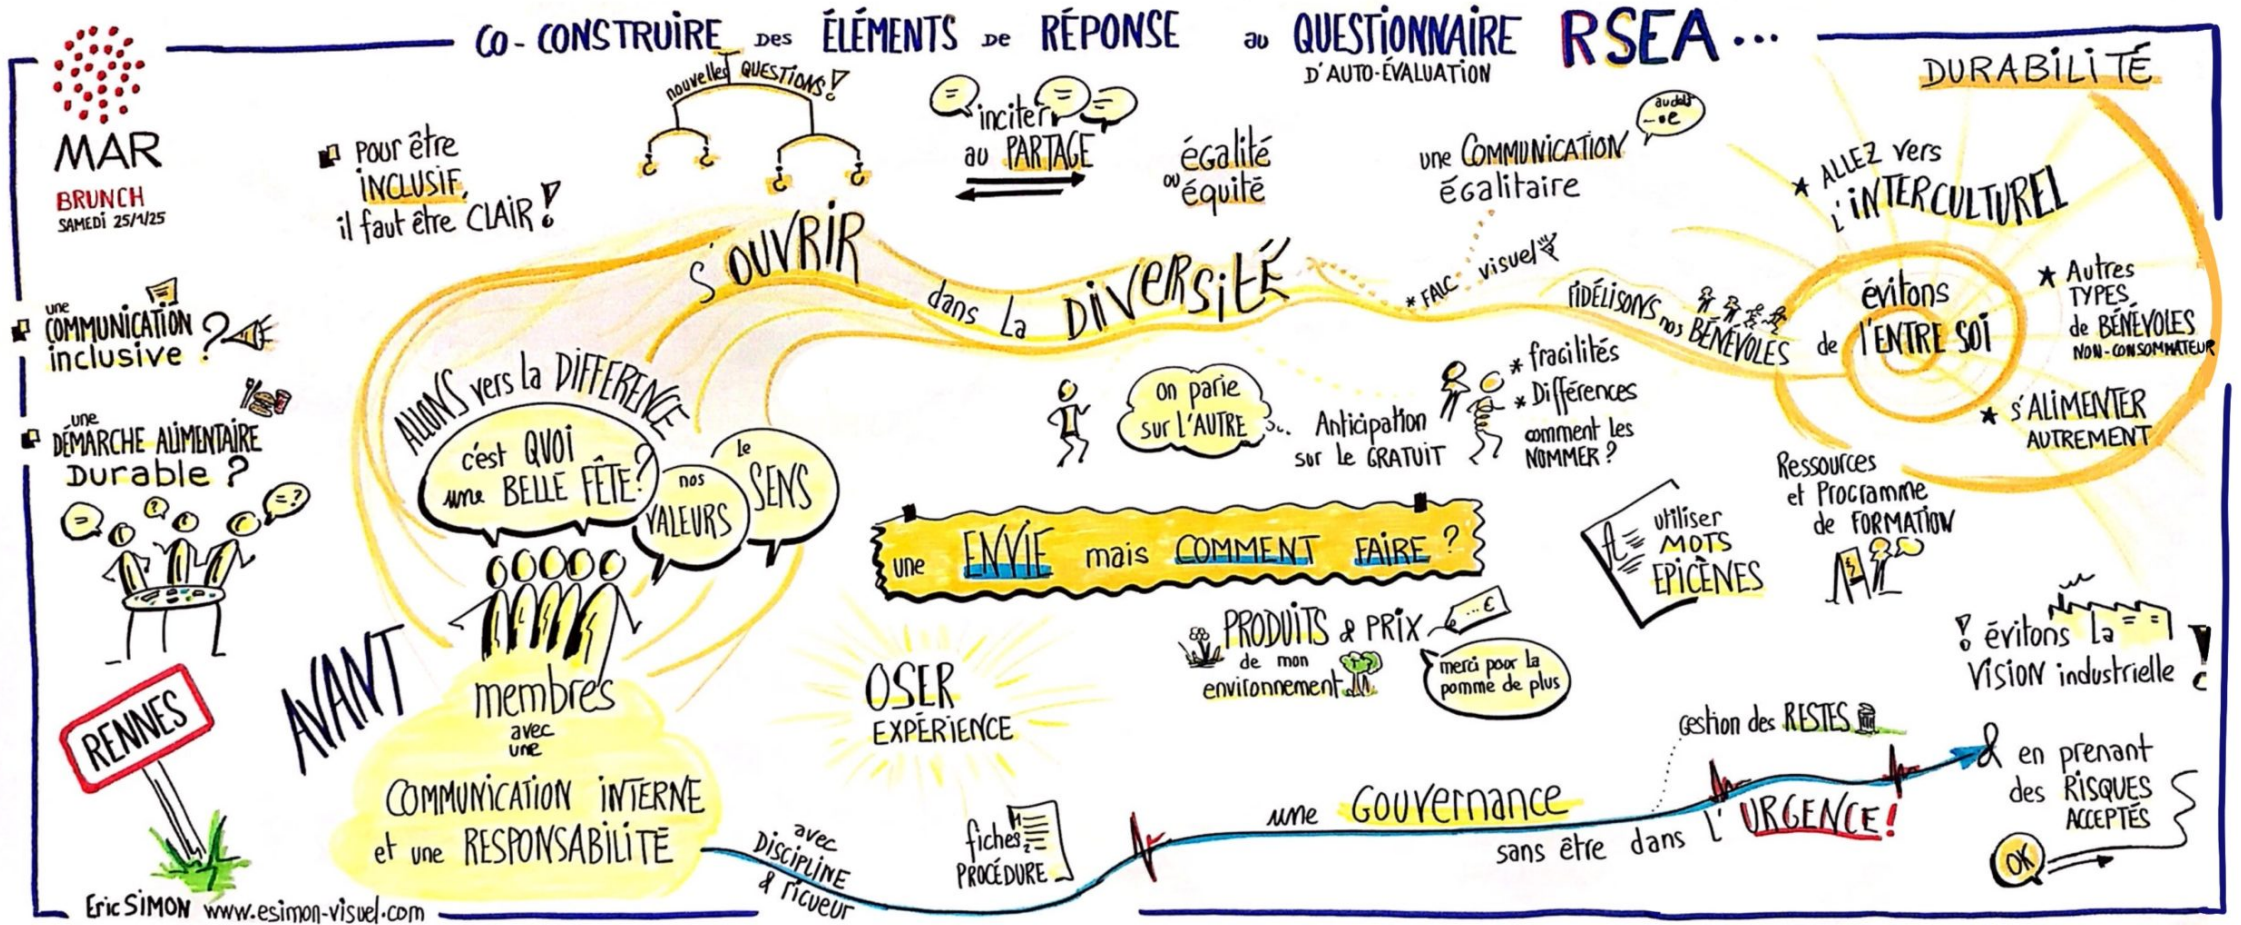 CO-CONSTRUIRE DES ÉLÉMENTS DE RÉPONSE AU QUESTIONNAIRE RSEA...
D'AUTO-ÉVALUATION
MAR
BRUNCH
SAMEDI 25/1/25
POUR être
INCLUSIF,
il faut être CLAIR !
nouvelles QUESTIONS !
inciter
au PARTAGE
égalité
ou
équité
une COMMUNICATION
égalitaire
au delà
* FALC
visuel
DURABILITÉ
* ALLEZ vers
L'INTERCULTUREL
* Autres
TYPES
de BÉNÉVOLES
NON-CONSOMMATEUR
* S'ALIMENTER
AUTREMENT
évitons
de l'ENTRE SOI
FIDÉLISONS nos BÉNÉVOLES
S'OUVRIR
dans la DIVERSITÉ
une
COMMUNICATION
inclusive ?
une
DÉMARCHE ALIMENTAIRE
Durable ?
= ?
?
RENNES
ALLONS vers la DIFFERENCE
c'est QUOI
une BELLE FÊTE ?
nos
VALEURS
le
SENS
AVANT
membres
avec
une
COMMUNICATION INTERNE
et une RESPONSABILITÉ
on parie
sur L'AUTRE
Anticipation
sur le GRATUIT
* fragilités
* Différences
comment les
NOMMER ?
une ENVIE mais COMMENT FAIRE ?
utiliser
MOTS
EPICÈNES
Ressources
et Programme
de FORMATION
OSER
EXPÉRIENCE
PRODUITS & PRIX
...€
de mon
environnement
merci pour la
pomme de plus
! évitons la
VISION industrielle !
avec
DISCIPLINE
& rigueur
fiches
PROCÉDURE
une GOUVERNANCE
sans être dans l'URGENCE !
gestion des RESTES
& en prenant
des RISQUES
ACCEPTÉS
OK
Eric SIMON www.esimon-visuel.com